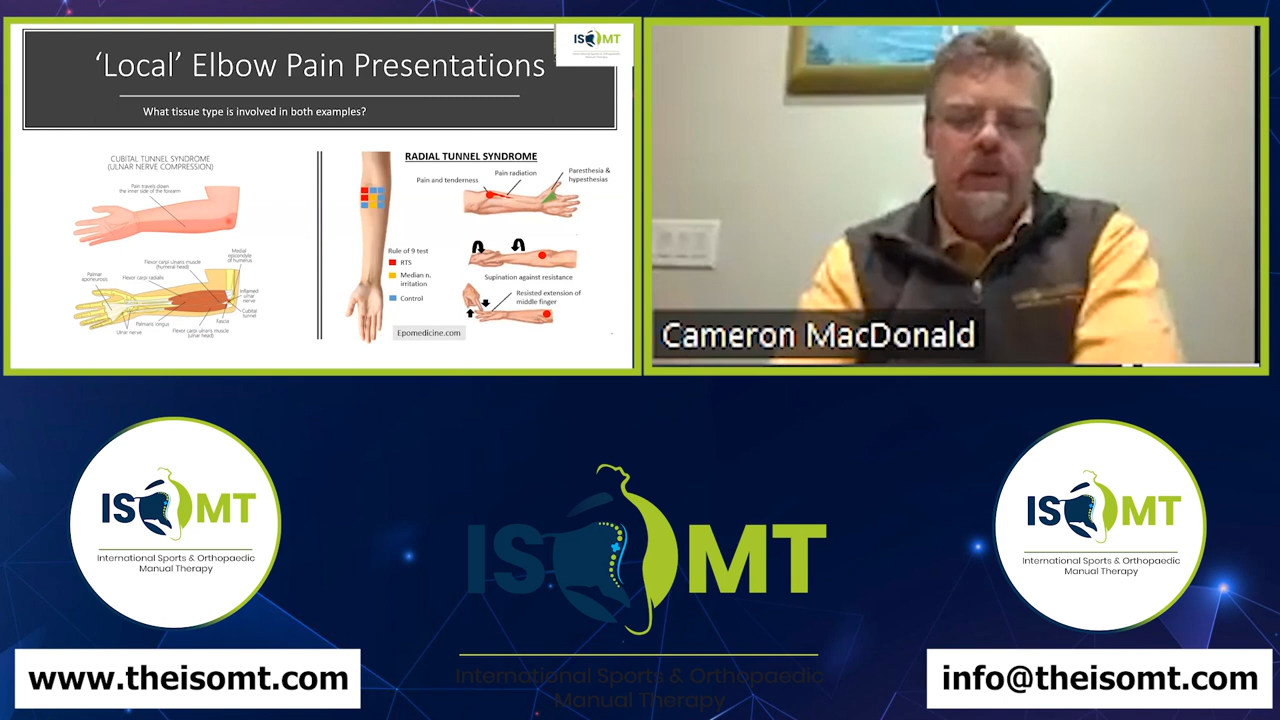 'Local' Elbow Pain Presentations
What tissue type is involved in both examples?
ISOMT
CUBITAL TUNNEL SYNDROME
(ULNAR NERVE COMPRESSION)
Pain travels down
the inner side of the forearm
Medial
epicondyle
of humerus
Flexor carpi ulnaris muscle
(humeral head)
Palmar
aponeurosis
Flexor carpi radialis
Inflamed
ulnar
nerve
Cubital
tunnel
Fascia
Palmaris longus
Ulnar nerve
Flexor carpi ulnaris muscle
(ulnar head)
RADIAL TUNNEL SYNDROME
Pain and tenderness
Pain radiation
Paresthesia &
hypesthesias
Rule of 9 test
RTS
Median n.
irritation
Control
Supination against resistance
Resisted extension of
middle finger
Epomedicine.com
Cameron MacDonald
ISOMT
International Sports & Orthopaedic
Manual Therapy
ISOMT
International Sports & Orthopaedic
Manual Therapy
ISOMT
International Sports & Orthopaedic
Manual Therapy
www.theisomt.com
info@theisomt.com